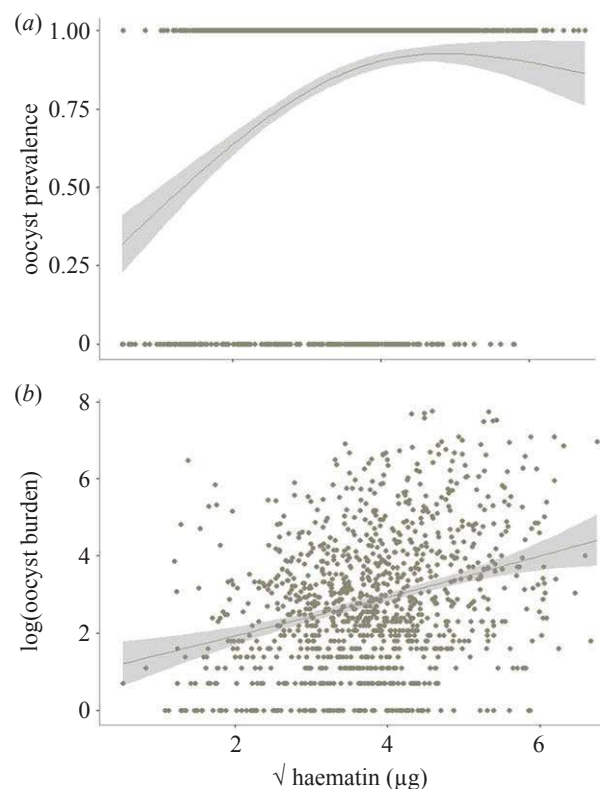 (a)
1.00
0.75
0.50
0.25
0
oocyst prevalence
(b)
8
6
4
2
0
log(oocyst burden)
2 4 6
√ haematin (µg)